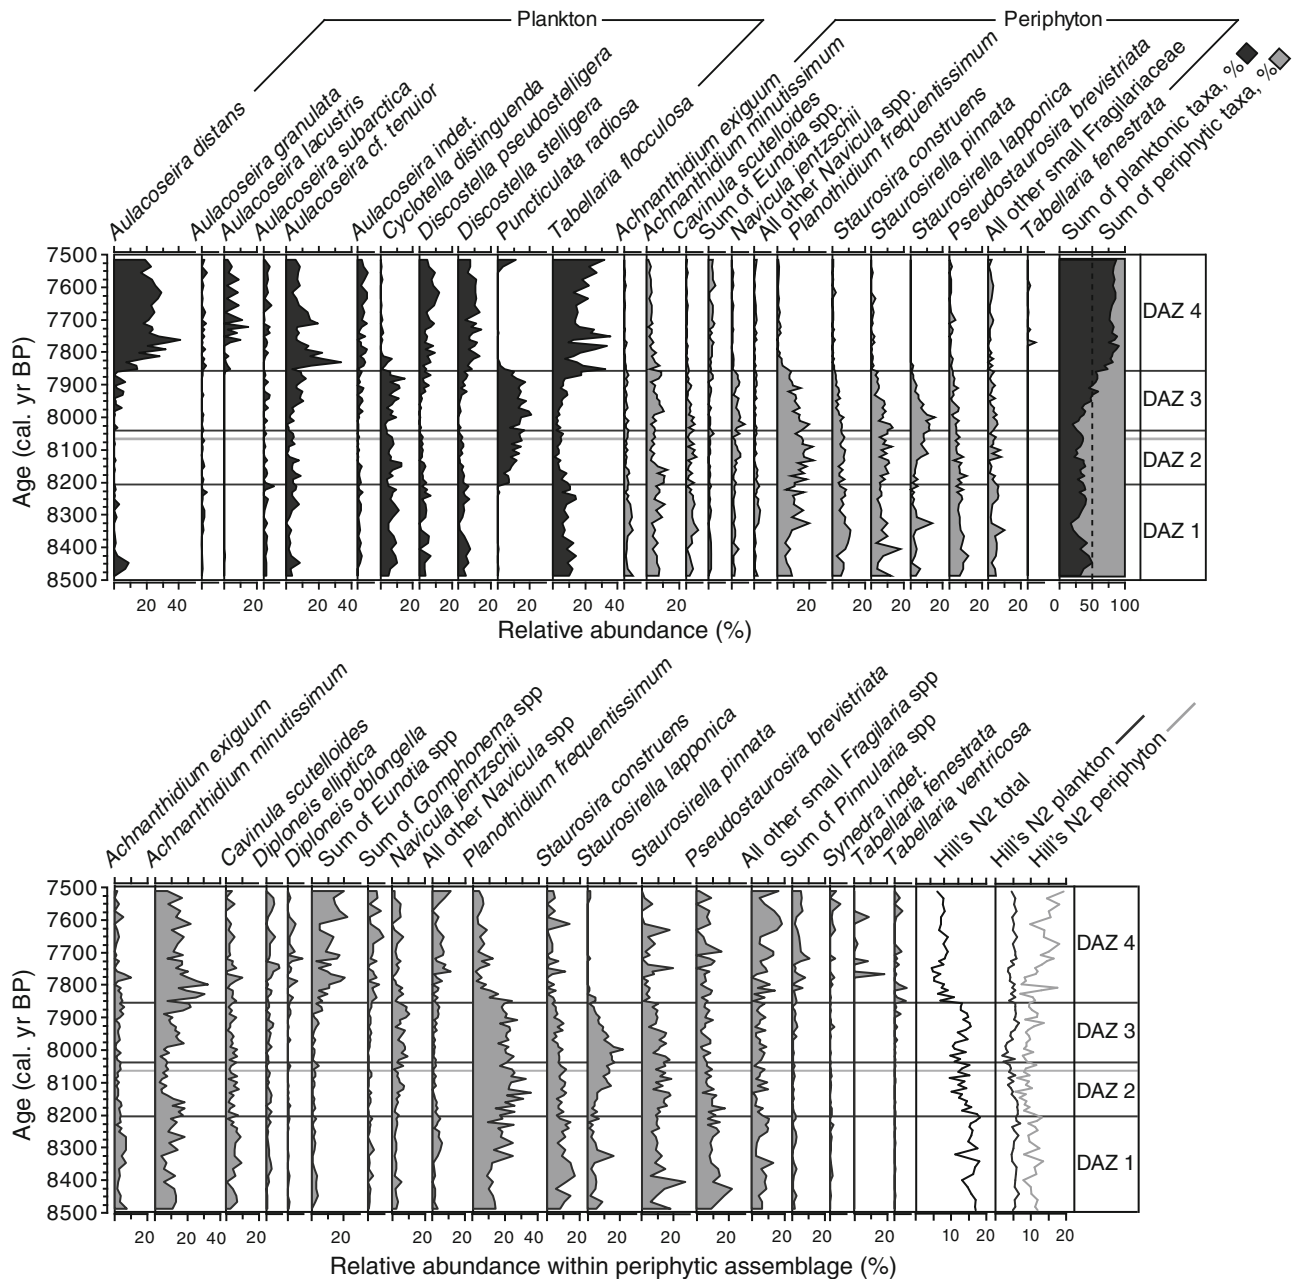 Plankton
Periphyton
Aulacoseira distans
Aulacoseira granulata
Aulacoseira lacustris
Aulacoseira subarctica
Aulacoseira cf. tenuior
Aulacoseira indet.
Cyclotella distinguenda
Discostella pseudostelligera
Discostella stelligera
Puncticulata radiosa
Tabellaria flocculosa
Achnanthidium exiguum
Achnanthidium minutissimum
Cavinula scutelloides
Sum of Eunotia spp.
Navicula jentzschii
All other Navicula spp.
Planothidium frequentissimum
Staurosira construens
Staurosirella pinnata
Staurosirella lapponica
Pseudostaurosira brevistriata
All other small Fragilariaceae
Tabellaria fenestrata
Sum of planktonic taxa, %
Sum of periphytic taxa, %
Age (cal. yr BP)
7500
7600
7700
7800
7900
8000
8100
8200
8300
8400
8500
DAZ 4
DAZ 3
DAZ 2
DAZ 1
20 40 20 20 40 20 20 20 20 20 20 20 20 20 20 20 20 0 50 100
Relative abundance (%)
Achnanthidium exiguum
Achnanthidium minutissimum
Cavinula scutelloides
Diploneis elliptica
Diploneis oblongella
Sum of Eunotia spp
Sum of Gomphonema spp
Navicula jentzschii
All other Navicula spp
Planothidium frequentissimum
Staurosira construens
Staurosirella lapponica
Staurosirella pinnata
Pseudostaurosira brevistriata
All other small Fragilaria spp
Sum of Pinnularia spp
Synedra indet.
Tabellaria fenestrata
Tabellaria ventricosa
Hill's N2 total
Hill's N2 plankton
Hill's N2 periphyton
Age (cal. yr BP)
7500
7600
7700
7800
7900
8000
8100
8200
8300
8400
8500
DAZ 4
DAZ 3
DAZ 2
DAZ 1
20 20 40 20 20 20 20 20 40 20 20 20 20 20 20 20 10 20 10 20
Relative abundance within periphytic assemblage (%)